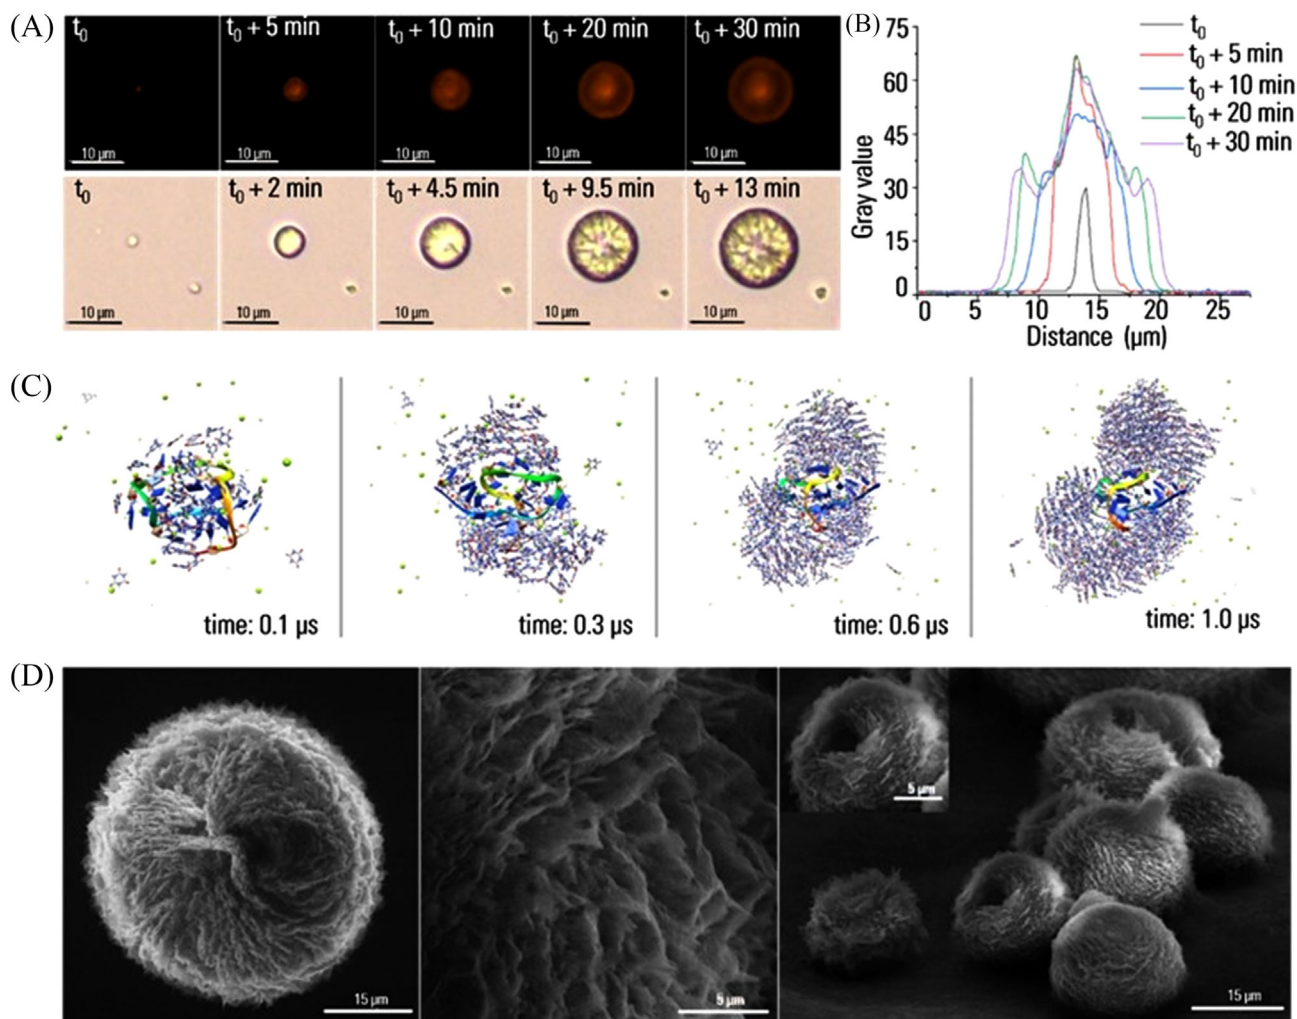 (A)
t0
t0 + 5 min
t0 + 10 min
t0 + 20 min
t0 + 30 min
10 µm
10 µm
10 µm
10 µm
10 µm
t0
t0 + 2 min
t0 + 4.5 min
t0 + 9.5 min
t0 + 13 min
10 µm
10 µm
10 µm
10 µm
10 µm
(B)
75
60
45
30
15
0
Gray value
0
5
10
15
20
25
Distance (µm)
t0
t0 + 5 min
t0 + 10 min
t0 + 20 min
t0 + 30 min
(C)
time: 0.1 µs
time: 0.3 µs
time: 0.6 µs
time: 1.0 µs
(D)
15 µm
5 µm
5 µm
15 µm